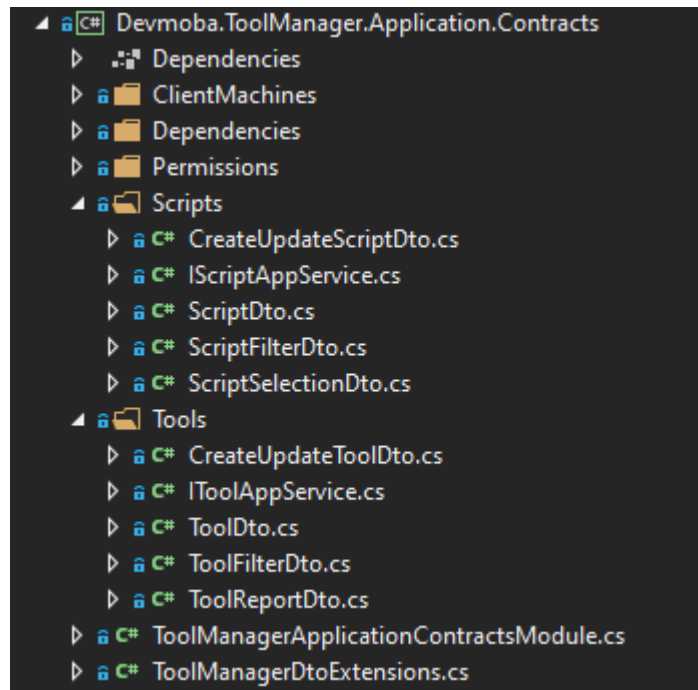 C# Devmoba.ToolManager.Application.Contracts
Dependencies
ClientMachines
Dependencies
Permissions
Scripts
C# CreateUpdateScriptDto.cs
C# IScriptAppService.cs
C# ScriptDto.cs
C# ScriptFilterDto.cs
C# ScriptSelectionDto.cs
Tools
C# CreateUpdateToolDto.cs
C# IToolAppService.cs
C# ToolDto.cs
C# ToolFilterDto.cs
C# ToolReportDto.cs
C# ToolManagerApplicationContractsModule.cs
C# ToolManagerDtoExtensions.cs